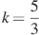 k = 5/3